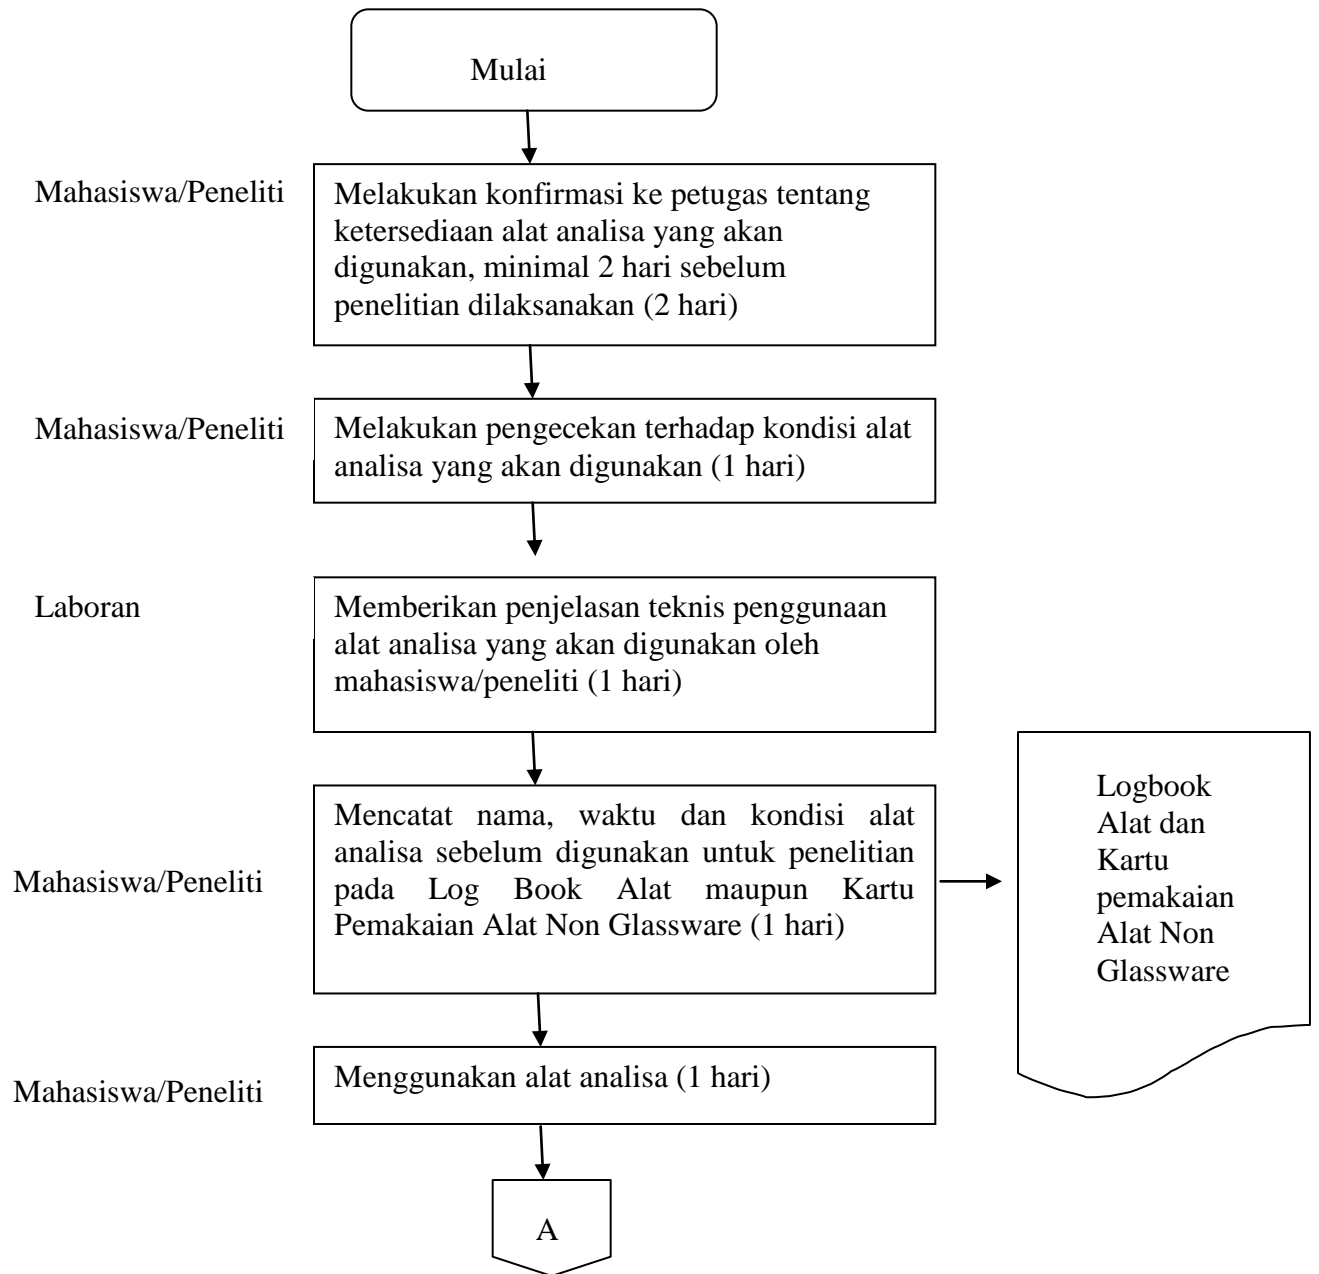 Mulai
Mahasiswa/Peneliti
Melakukan konfirmasi ke petugas tentang
ketersediaan alat analisa yang akan
digunakan, minimal 2 hari sebelum
penelitian dilaksanakan (2 hari)
Mahasiswa/Peneliti
Melakukan pengecekan terhadap kondisi alat
analisa yang akan digunakan (1 hari)
Laboran
Memberikan penjelasan teknis penggunaan
alat analisa yang akan digunakan oleh
mahasiswa/peneliti (1 hari)
Mahasiswa/Peneliti
Mencatat nama, waktu dan kondisi alat
analisa sebelum digunakan untuk penelitian
pada Log Book Alat maupun Kartu
Pemakaian Alat Non Glassware (1 hari)
Logbook
Alat dan
Kartu
pemakaian
Alat Non
Glassware
Mahasiswa/Peneliti
Menggunakan alat analisa (1 hari)
A